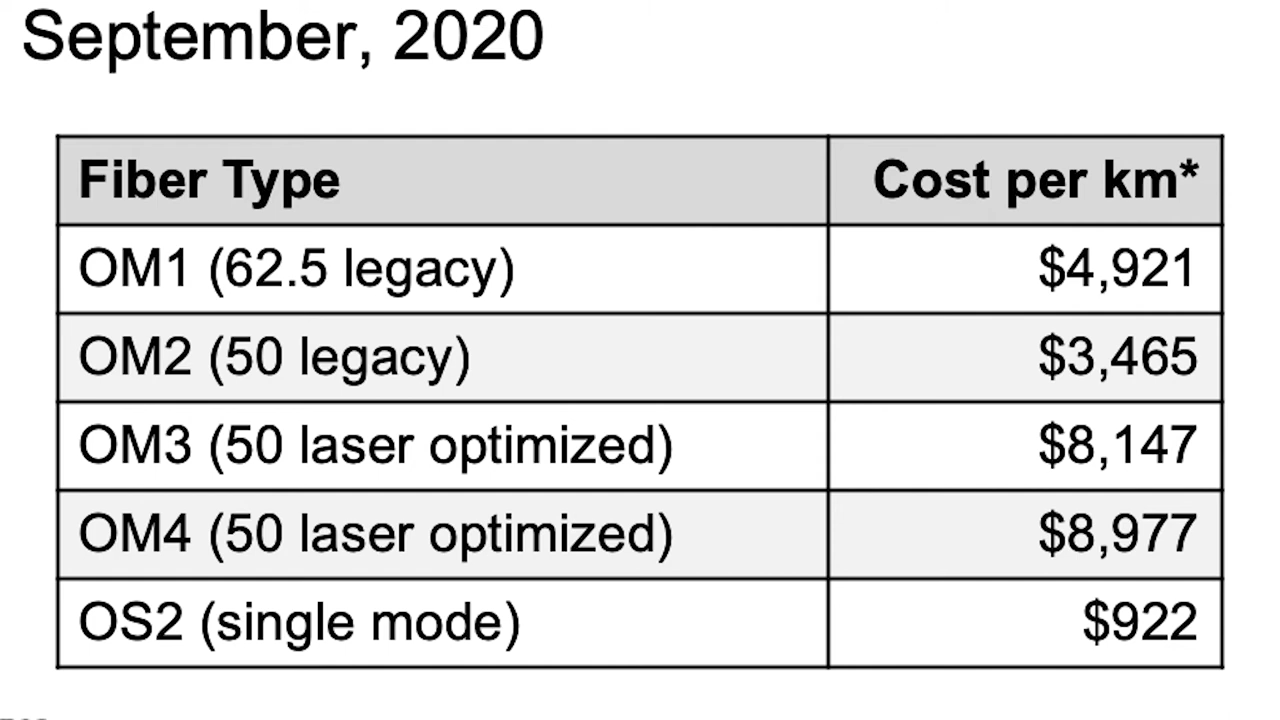 September, 2020
Fiber Type Cost per km*
OM1 (62.5 legacy) $4,921
OM2 (50 legacy) $3,465
OM3 (50 laser optimized) $8,147
OM4 (50 laser optimized) $8,977
OS2 (single mode) $922